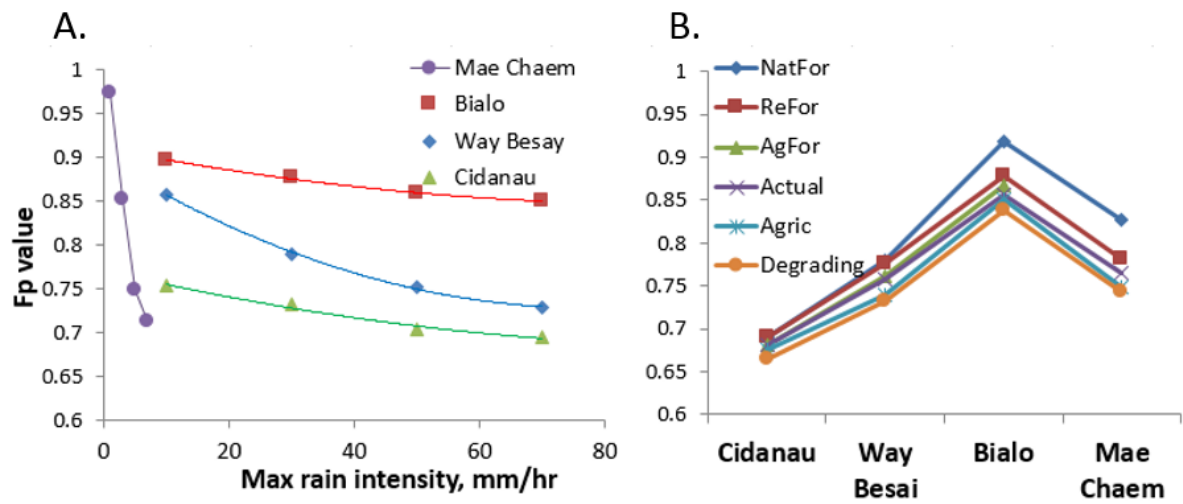 A.
Fp value
1
0.95
0.9
0.85
0.8
0.75
0.7
0.65
0.6
0
20
40
60
80
Max rain intensity, mm/hr
Mae Chaem
Bialo
Way Besay
Cidanau
B.
1
0.95
0.9
0.85
0.8
0.75
0.7
0.65
0.6
NatFor
ReFor
AgFor
Actual
Agric
Degrading
Cidanau
Way
Besai
Bialo
Mae
Chaem